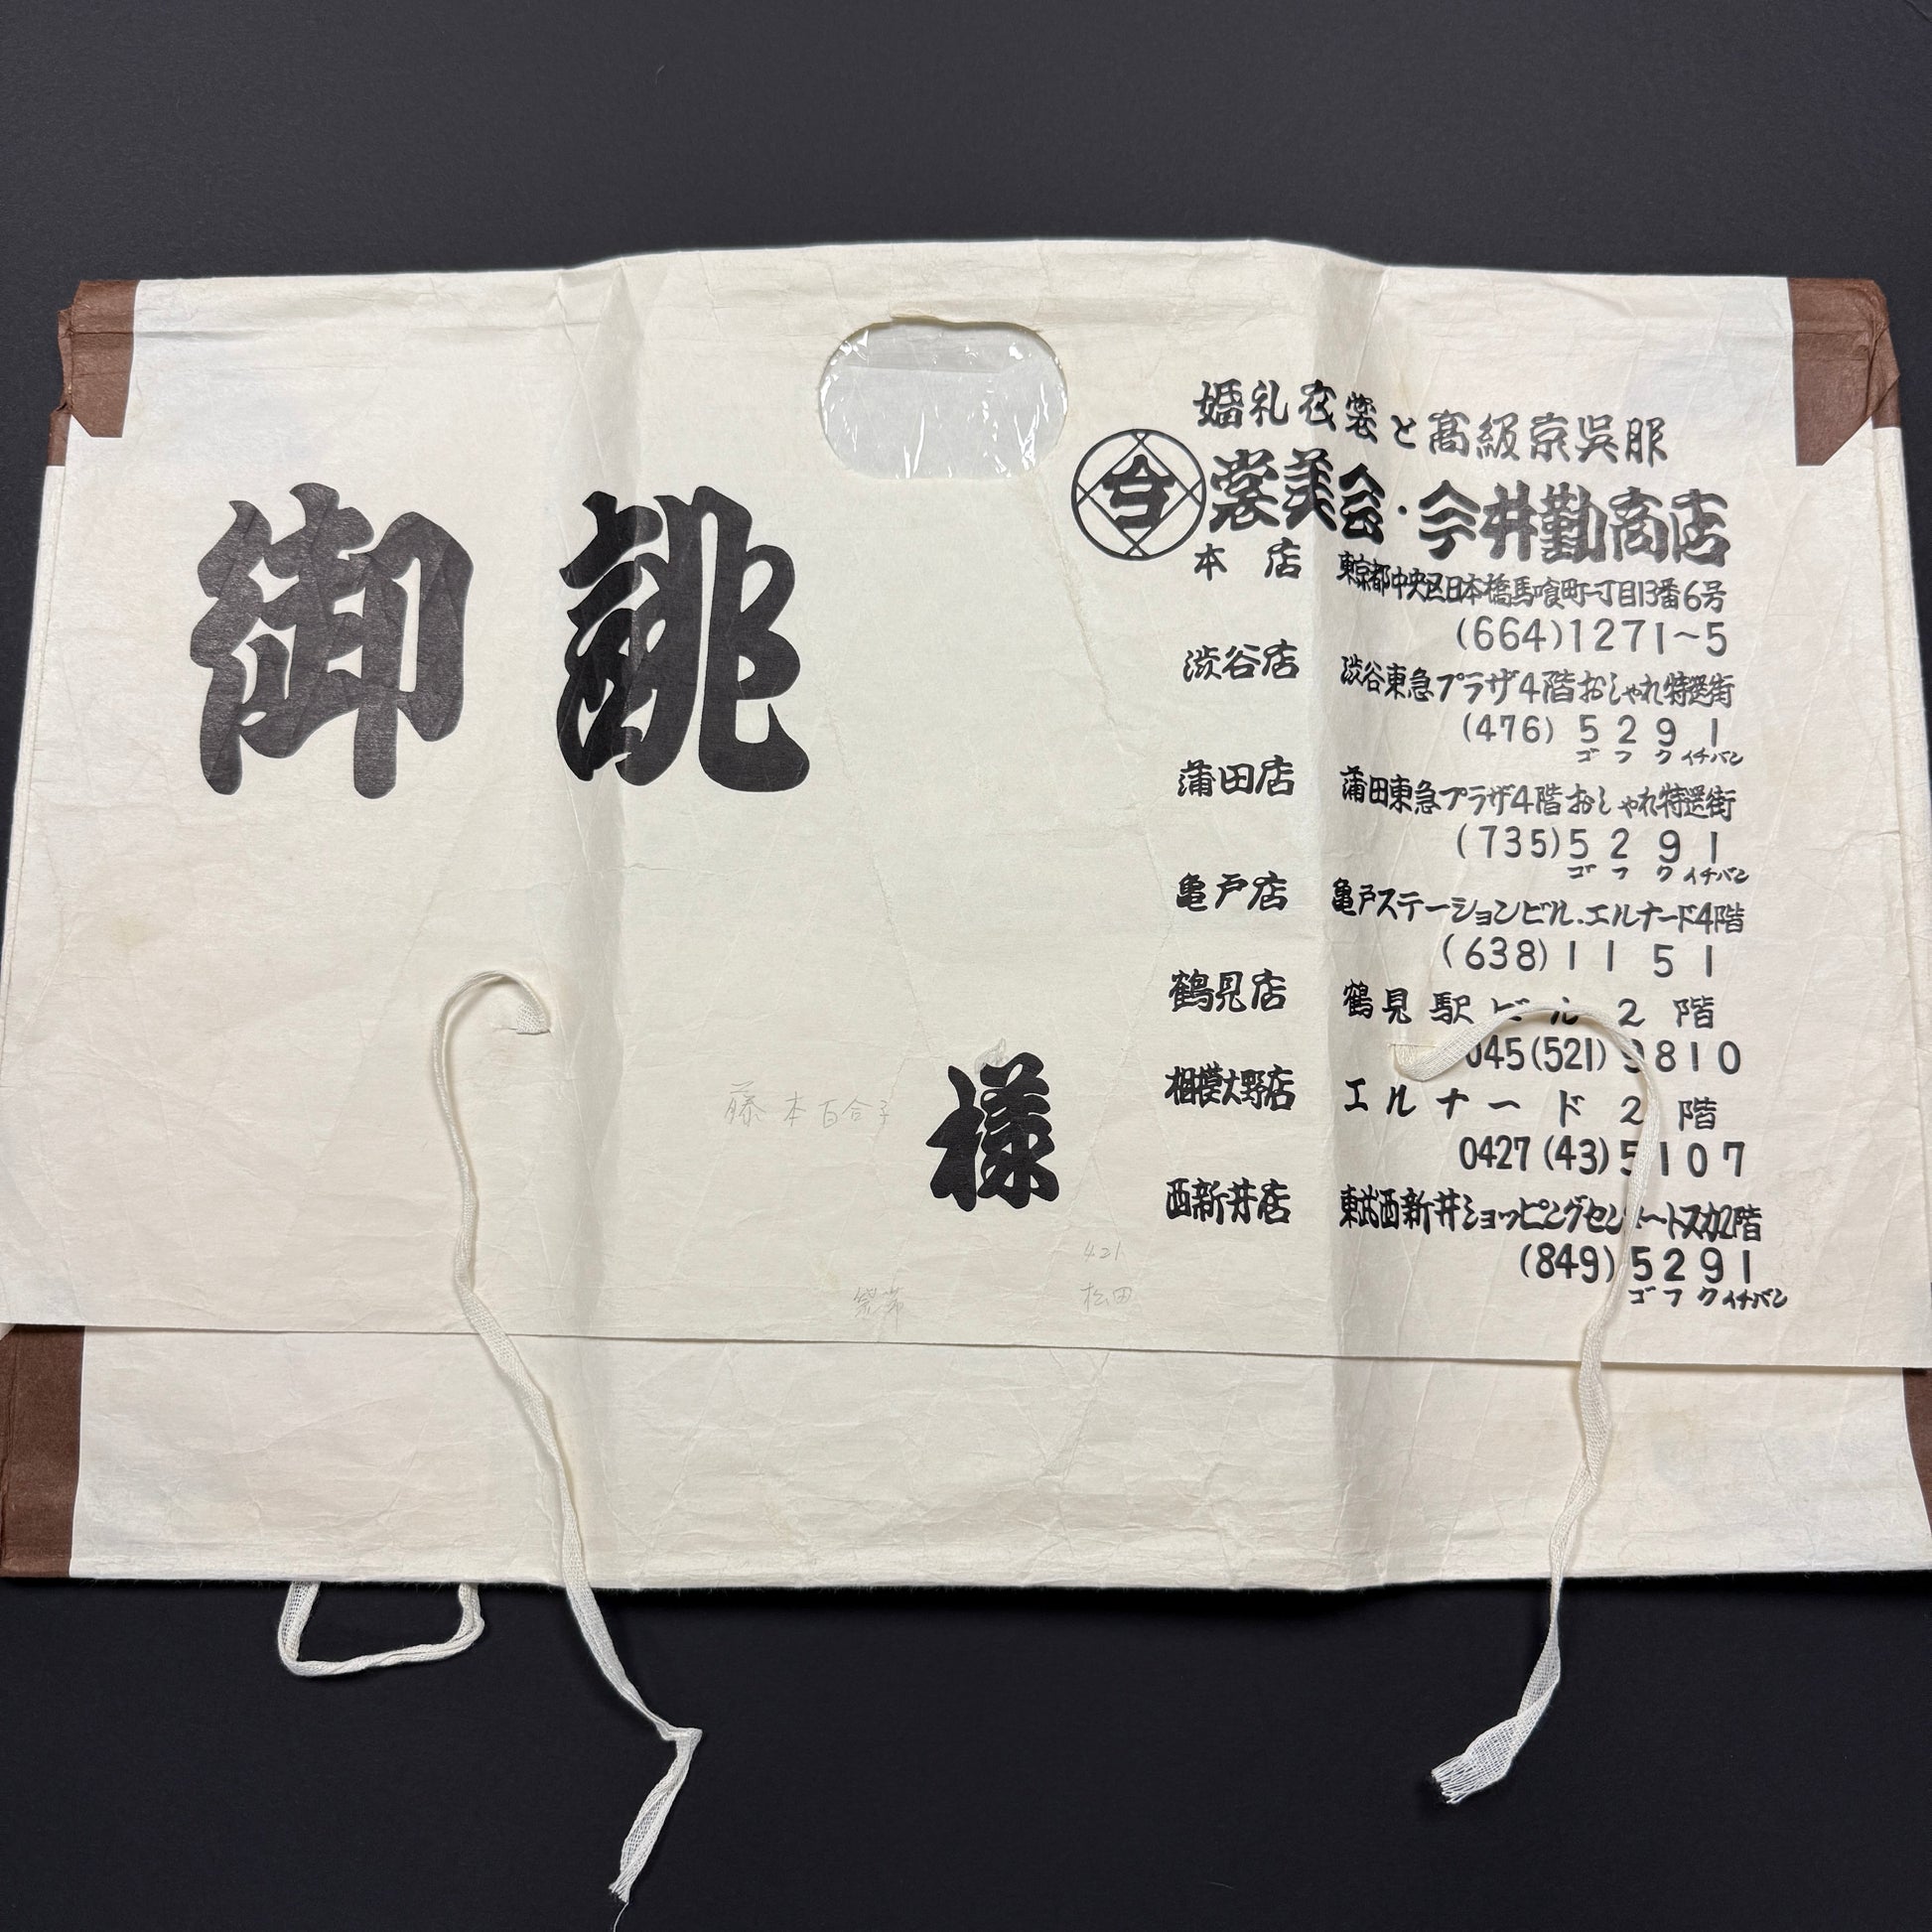 御誂
藤本百合子
様
421
袋帯
松田
婚礼衣裳と高級京呉服
今
裳美会・今井勤商店
本店 東京都中央区日本橋馬喰町一丁目13番6号
(664)1271~5
渋谷店 渋谷東急プラザ4階おしゃれ特選街
(476)5291
ゴフクイチバン
蒲田店 蒲田東急プラザ4階おしゃれ特選街
(735)5291
ゴフクイチバン
亀戸店 亀戸ステーションビル.エルナード4階
(638)1151
鶴見店 鶴見駅ビル2階
045(521)9810
相模大野店 エルナード2階
0427(43)5107
西新井店 東武西新井ショッピングセンタートスカ2階
(849)5291
ゴフクイチバン